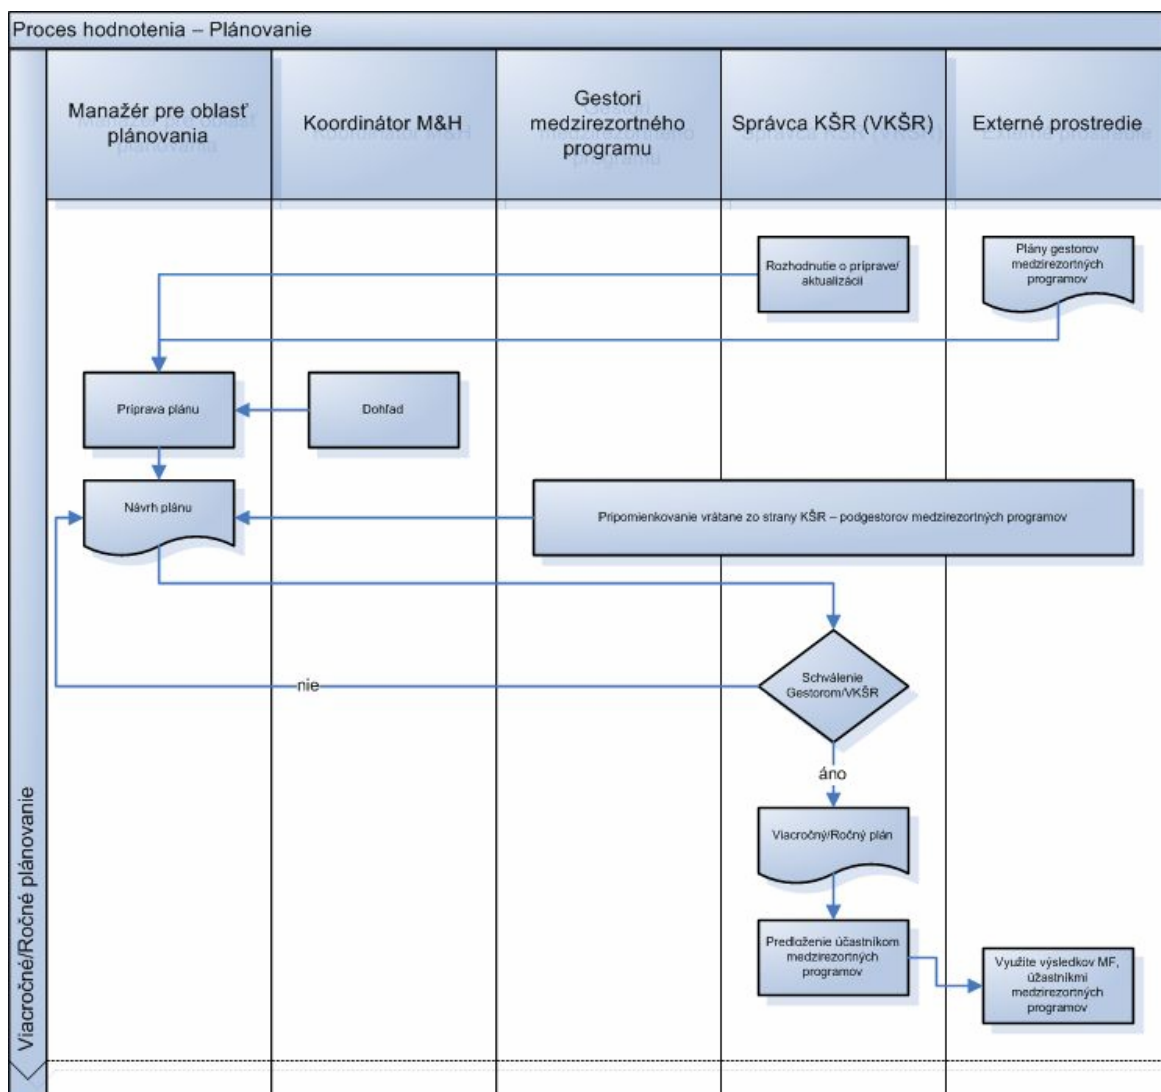 Proces hodnotenia – Plánovanie
Manažér pre oblasť
plánovania
Koordinátor M&H
Gestori
medzirezortného
programu
Správca KŠR (VKŠR)
Externé prostredie
Rozhodnutie o príprave/
aktualizácii
Plány gestorov
medzirezortných
programov
Príprava plánu
Dohľad
Návrh plánu
Pripomienkovanie vrátane zo strany KŠR – podgestorov medzirezortných programov
Schválenie
Gestorom/VKŠR
nie
áno
Viacročný/Ročný plán
Predloženie účastníkom
medzirezortných
programov
Využite výsledkov MF,
úžastníkmi
medzirezortných
programov
Viacročné/Ročné plánovanie